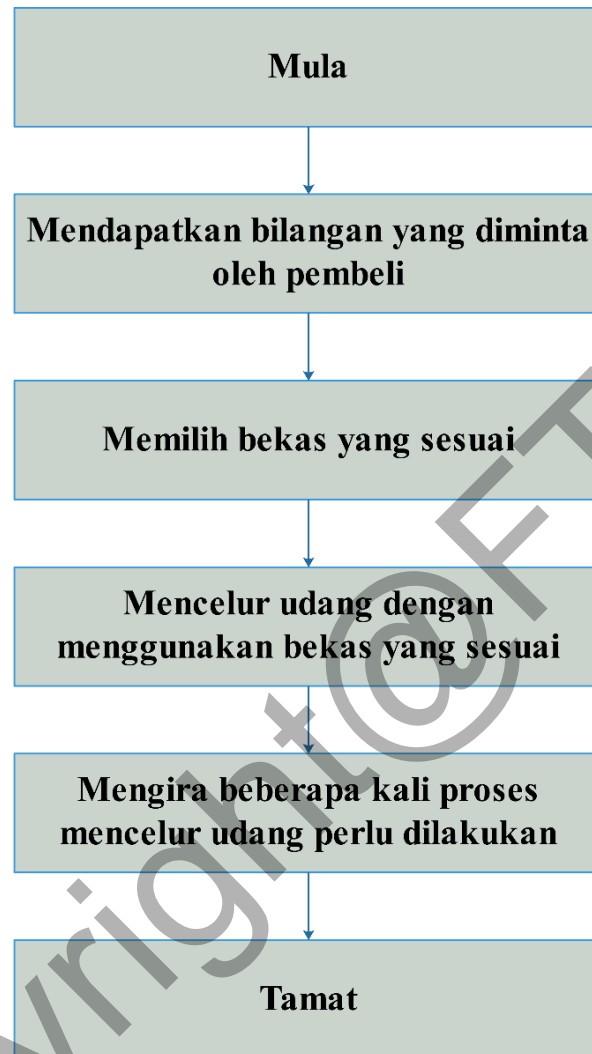 Mula
Mendapatkan bilangan yang diminta
oleh pembeli
Memilih bekas yang sesuai
Mencelur udang dengan
menggunakan bekas yang sesuai
Mengira beberapa kali proses
mencelur udang perlu dilakukan
Tamat